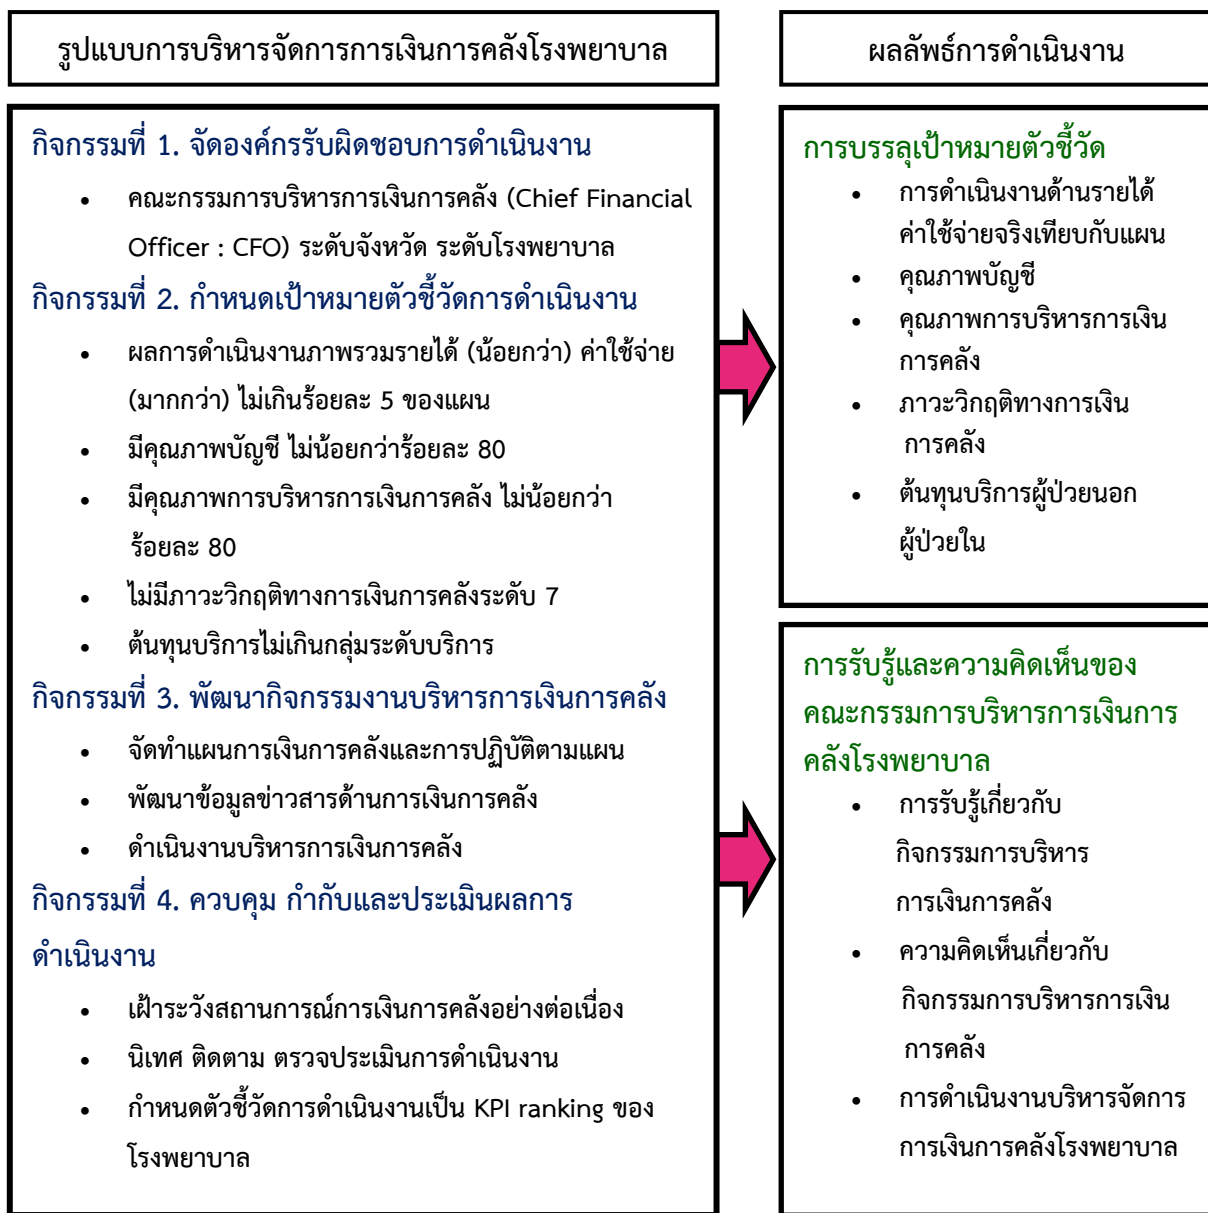 รูปแบบการบริหารจัดการการเงินการคลังโรงพยาบาล
กิจกรรมที่ 1. จัดองค์กรรับผิดชอบการดำเนินงาน
• คณะกรรมการบริหารการเงินการคลัง (Chief Financial
Officer : CFO) ระดับจังหวัด ระดับโรงพยาบาล
กิจกรรมที่ 2. กำหนดเป้าหมายตัวชี้วัดการดำเนินงาน
• ผลการดำเนินงานภาพรวมรายได้ (น้อยกว่า) ค่าใช้จ่าย
(มากกว่า) ไม่เกินร้อยละ 5 ของแผน
• มีคุณภาพบัญชี ไม่น้อยกว่าร้อยละ 80
• มีคุณภาพการบริหารการเงินการคลัง ไม่น้อยกว่า
ร้อยละ 80
• ไม่มีภาวะวิกฤติทางการเงินการคลังระดับ 7
• ต้นทุนบริการไม่เกินกลุ่มระดับบริการ
กิจกรรมที่ 3. พัฒนากิจกรรมงานบริหารการเงินการคลัง
• จัดทำแผนการเงินการคลังและการปฏิบัติตามแผน
• พัฒนาข้อมูลข่าวสารด้านการเงินการคลัง
• ดำเนินงานบริหารการเงินการคลัง
กิจกรรมที่ 4. ควบคุม กำกับและประเมินผลการ
ดำเนินงาน
• เฝ้าระวังสถานการณ์การเงินการคลังอย่างต่อเนื่อง
• นิเทศ ติดตาม ตรวจประเมินการดำเนินงาน
• กำหนดตัวชี้วัดการดำเนินงานเป็น KPI ranking ของ
โรงพยาบาล
ผลลัพธ์การดำเนินงาน
การบรรลุเป้าหมายตัวชี้วัด
• การดำเนินงานด้านรายได้
ค่าใช้จ่ายจริงเทียบกับแผน
• คุณภาพบัญชี
• คุณภาพการบริหารการเงิน
การคลัง
• ภาวะวิกฤติทางการเงิน
การคลัง
• ต้นทุนบริการผู้ป่วยนอก
ผู้ป่วยใน
การรับรู้และความคิดเห็นของ
คณะกรรมการบริหารการเงินการ
คลังโรงพยาบาล
• การรับรู้เกี่ยวกับ
กิจกรรมการบริหาร
การเงินการคลัง
• ความคิดเห็นเกี่ยวกับ
กิจกรรมการบริหารการเงิน
การคลัง
• การดำเนินงานบริหารจัดการ
การเงินการคลังโรงพยาบาล